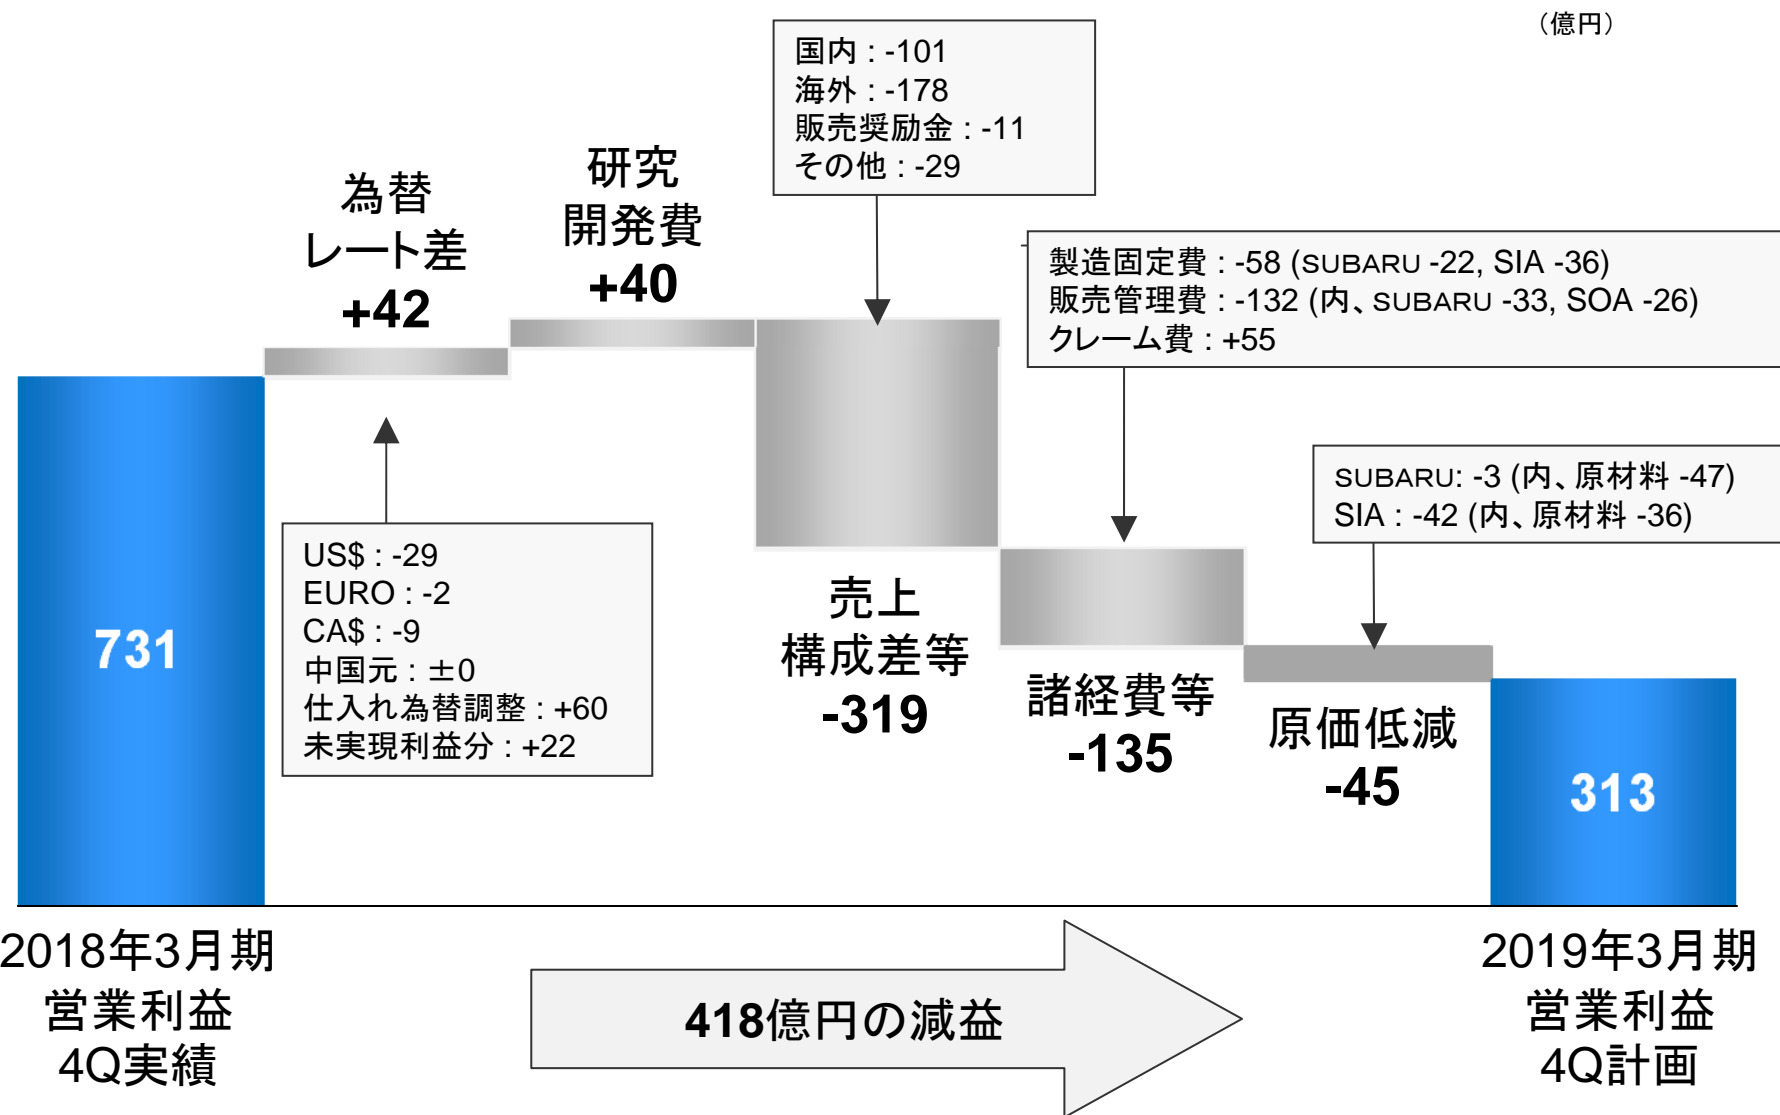 （億円）
国内 : -101
海外 : -178
販売奨励金 : -11
その他 : -29
為替
レート差
+42
研究
開発費
+40
製造固定費 : -58 (SUBARU -22, SIA -36)
販売管理費 : -132 (内、SUBARU -33, SOA -26)
クレーム費 : +55
SUBARU: -3 (内、原材料 -47)
SIA : -42 (内、原材料 -36)
US$ : -29
EURO : -2
CA$ : -9
中国元 : ±0
仕入れ為替調整 : +60
未実現利益分 : +22
731
売上
構成差等
-319
諸経費等
-135
原価低減
-45
313
2018年3月期
営業利益
4Q実績
418億円の減益
2019年3月期
営業利益
4Q計画